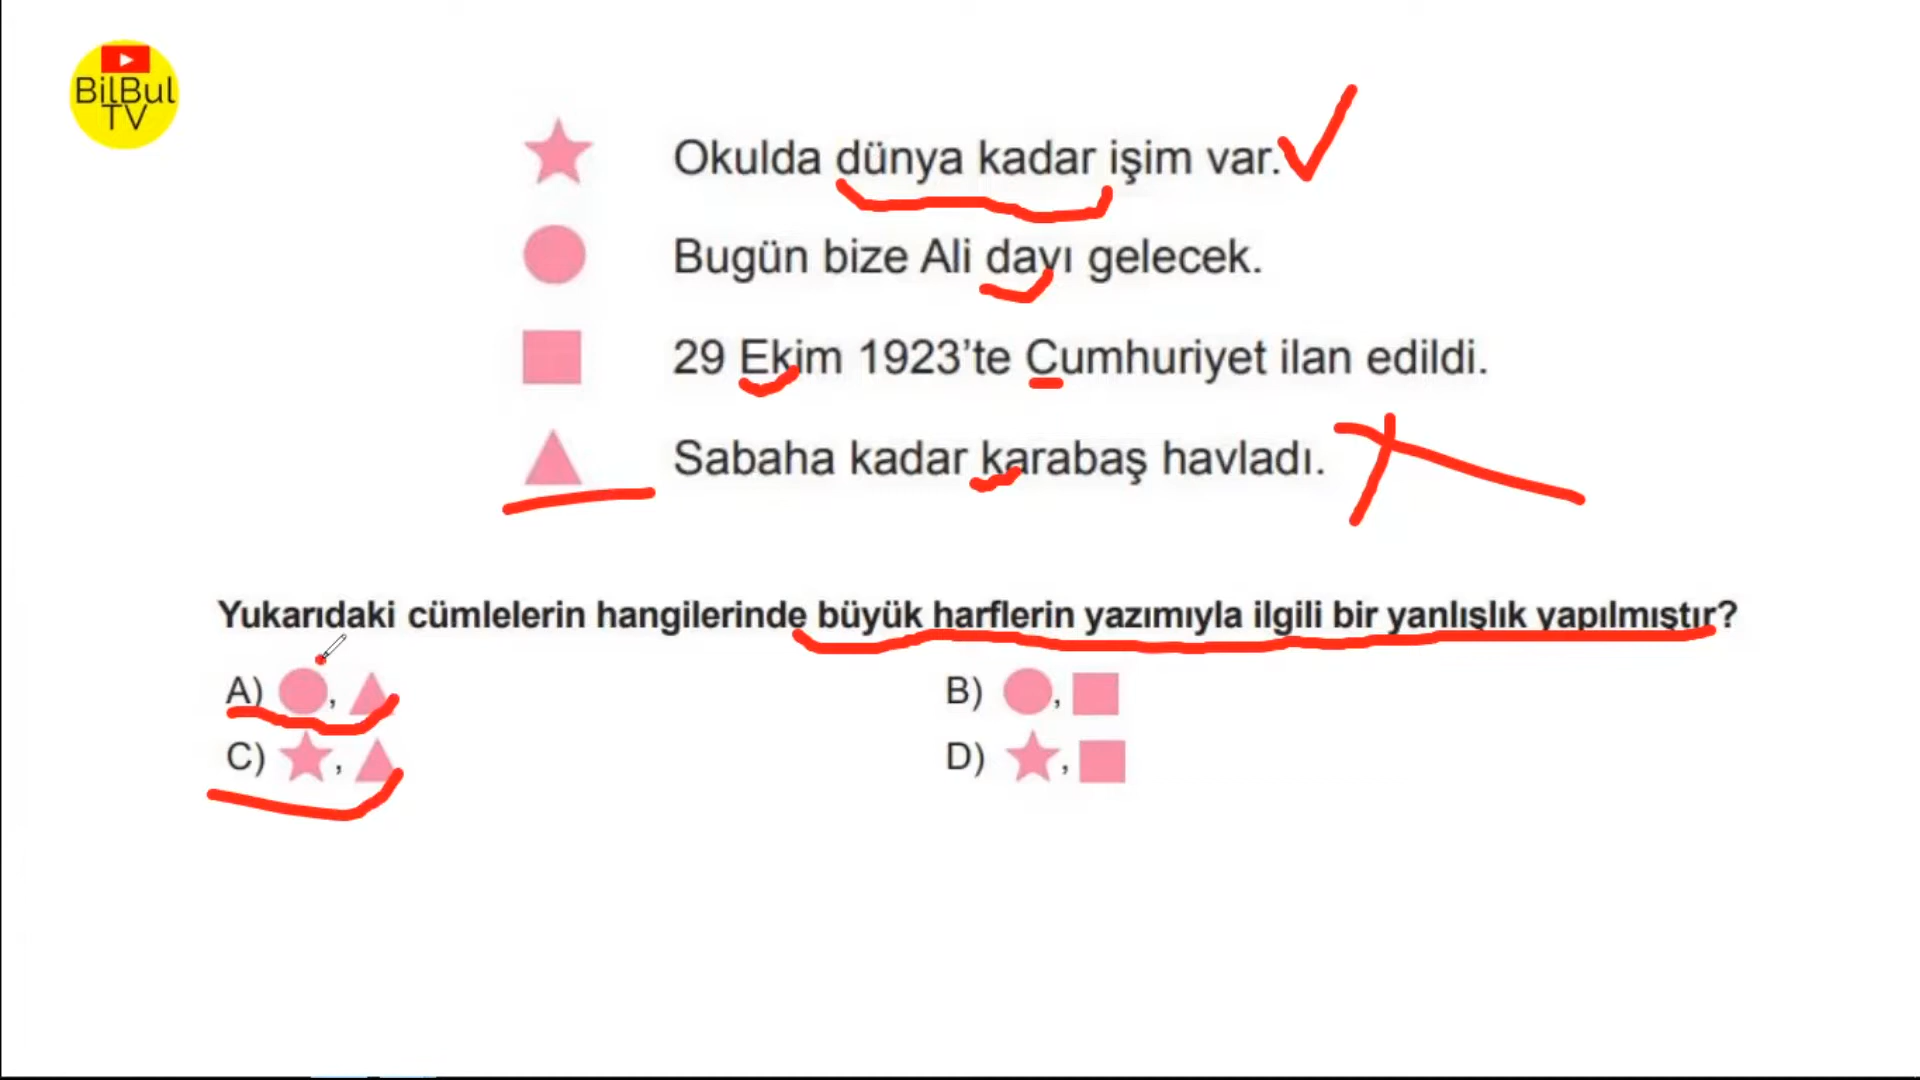 BilBul
TV
Okulda dünya kadar işim var.
Bugün bize Ali dayı gelecek.
29 Ekim 1923’te Cumhuriyet ilan edildi.
Sabaha kadar karabaş havladı.
Yukarıdaki cümlelerin hangilerinde büyük harflerin yazımıyla ilgili bir yanlışlık yapılmıştır?
A) , B) ,
C) , D) ,